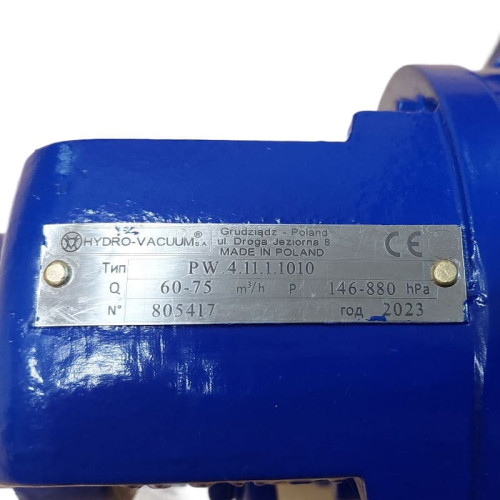 HYDRO-VACUUM® S.A. Grudziądz - Poland
ul. Droga Jeziorna 8
MADE IN POLAND
CE
Тип PW 4.11.1.1010
Q 60-75 m³/h P 146-880 hPa
N° 805417 год 2023